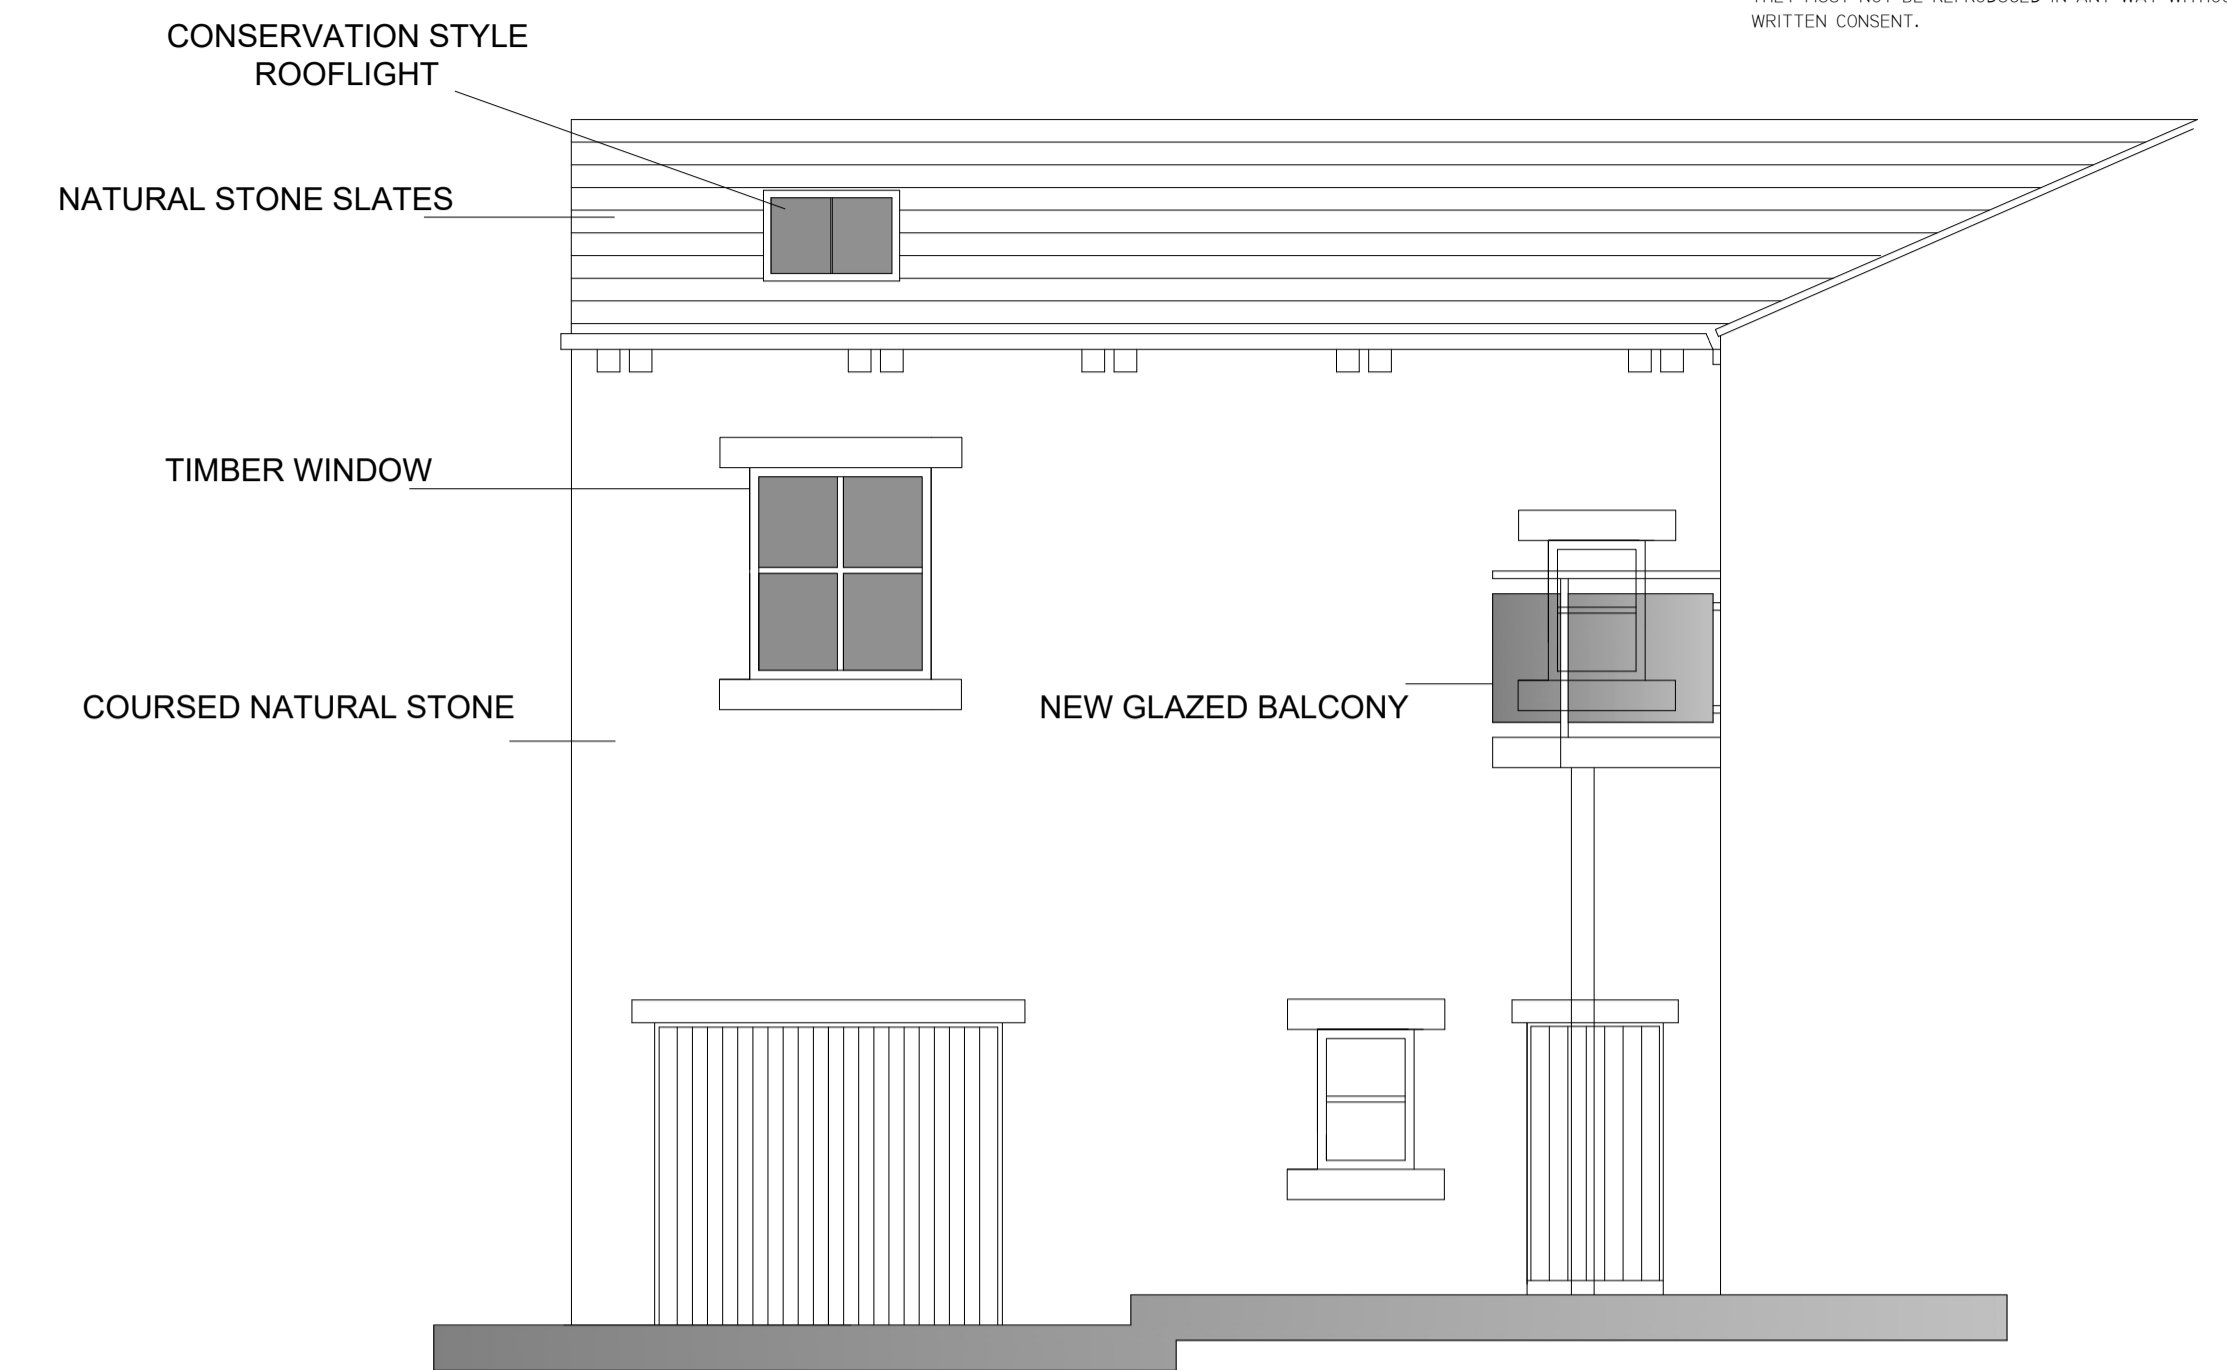 WRITTEN CONSENT.
CONSERVATION STYLE
ROOFLIGHT
NATURAL STONE SLATES
TIMBER WINDOW
COURSED NATURAL STONE
NEW GLAZED BALCONY